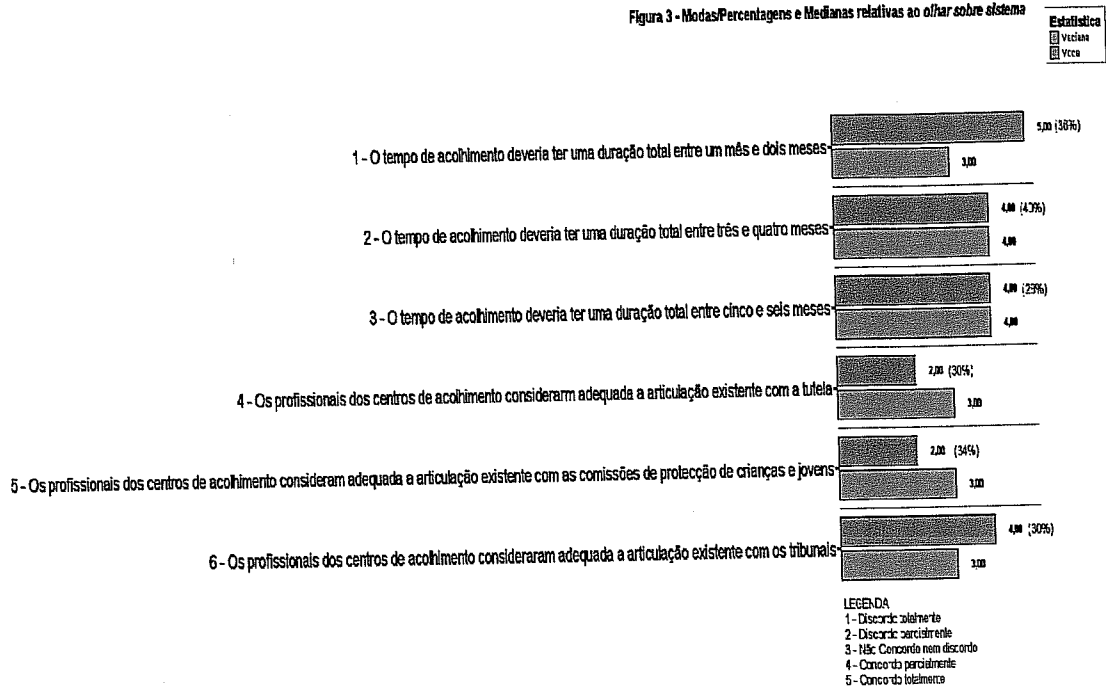 Figura 3 - Modas/Percentagens e Medianas relativas ao olhar sobre sistema
Estatística
1 - O tempo de acolhimento deveria ter uma duração total entre um mês e dois meses
5,00 (36%)
3,00
2 - O tempo de acolhimento deveria ter uma duração total entre três e quatro meses
4,00 (43%)
4,00
3 - O tempo de acolhimento deveria ter uma duração total entre cinco e seis meses
4,00 (29%)
4,00
4 - Os profissionais dos centros de acolhimento considerarm adequada a articulação existente com a tutela
2,00 (30%)
3,00
5 - Os profissionais dos centros de acolhimento consideram adequada a articulação existente com as comissões de protecção de crianças e jovens
2,00 (34%)
3,00
6 - Os profissionais dos centros de acolhimento consideraram adequada a articulação existente com os tribunais
4,00 (30%)
3,00
LEGENDA
1 - Discordo totalmente
2 - Discordo parcialmente
3 - Não Concordo nem discordo
4 - Concordo parcialmente
5 - Concordo totalmente